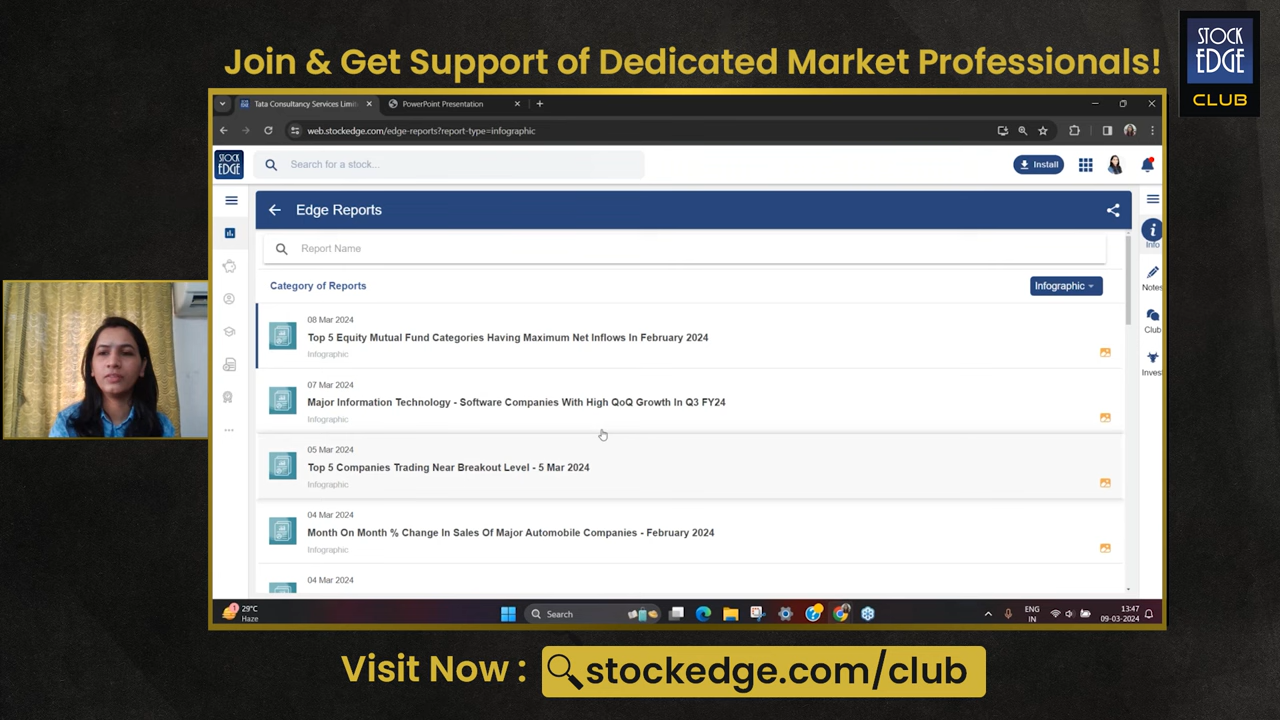 Join & Get Support of Dedicated Market Professionals!
STOCK
EDGE
CLUB
Tata Consultancy Services Limit
PowerPoint Presentation
web.stockedge.com/edge-reports?report-type=infographic
STOCK
EDGE
Search for a stock...
Install
Edge Reports
Report Name
Info
Category of Reports
Infographic
Notes
08 Mar 2024
Top 5 Equity Mutual Fund Categories Having Maximum Net Inflows In February 2024
Infographic
Club
Invest
07 Mar 2024
Major Information Technology - Software Companies With High QoQ Growth In Q3 FY24
Infographic
05 Mar 2024
Top 5 Companies Trading Near Breakout Level - 5 Mar 2024
Infographic
04 Mar 2024
Month On Month % Change In Sales Of Major Automobile Companies - February 2024
Infographic
04 Mar 2024
1
29°C
Haze
Search
ENG
IN
13:47
09-03-2024
Visit Now :
stockedge.com/club